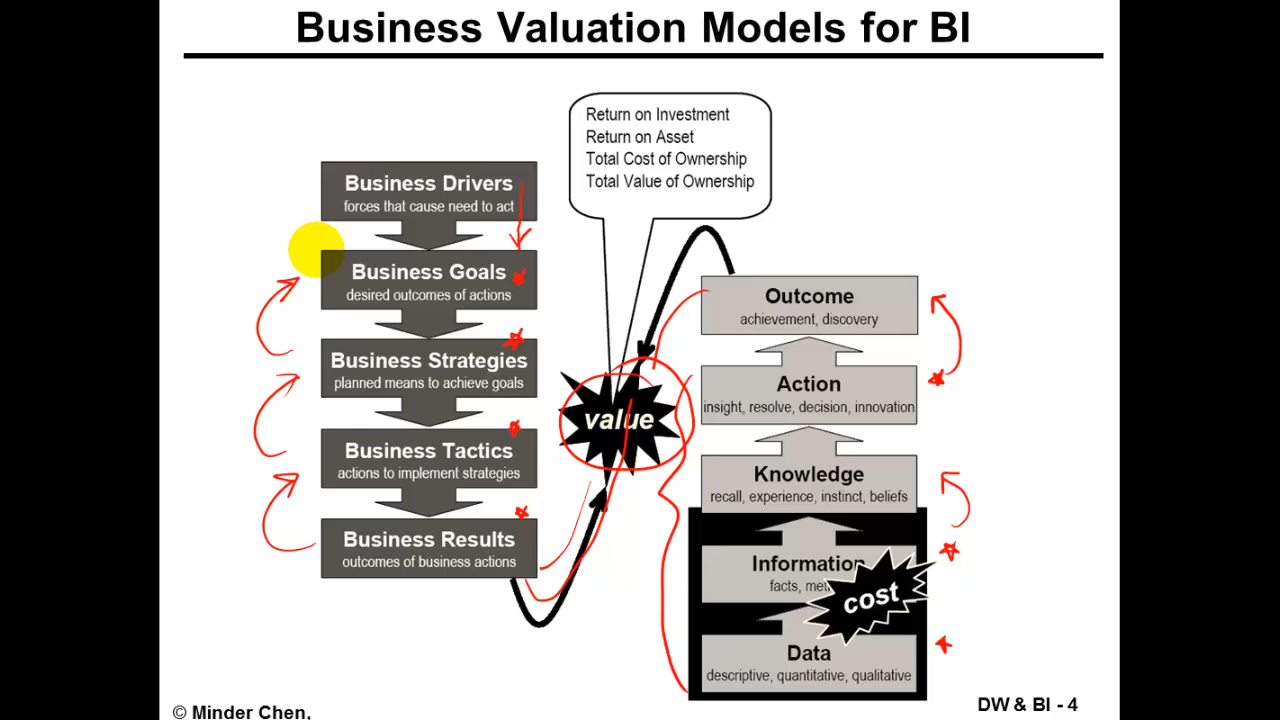 Business Valuation Models for BI
Return on Investment
Return on Asset
Total Cost of Ownership
Total Value of Ownership
Business Drivers
forces that cause need to act
Business Goals
desired outcomes of actions
Business Strategies
planned means to achieve goals
Business Tactics
actions to implement strategies
Business Results
outcomes of business actions
value
Outcome
achievement, discovery
Action
insight, resolve, decision, innovation
Knowledge
recall, experience, instinct, beliefs
Information
facts,
cost
Data
descriptive, quantitative, qualitative
© Minder Chen,
DW & BI - 4